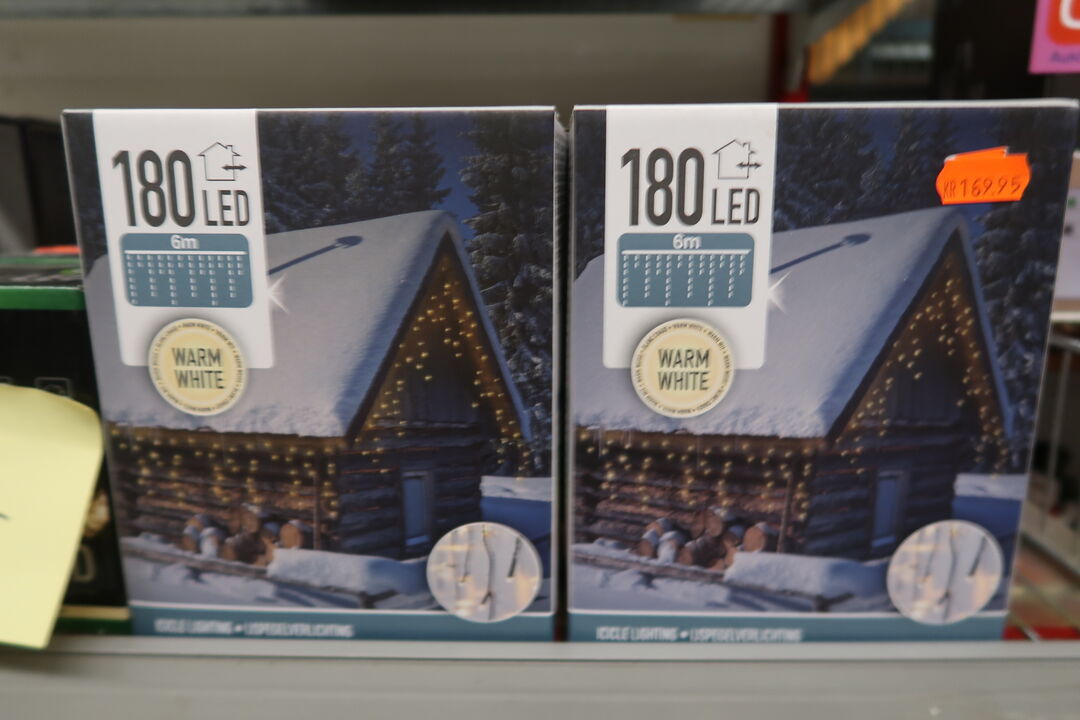 180
LED
6m
WARM
WHITE
ICICLE LIGHTING • IJSPEGELVERLICHTING
180
LED
6m
WARM
WHITE
KR 169.95
ICICLE LIGHTING • IJSPEGELVERLICHTING